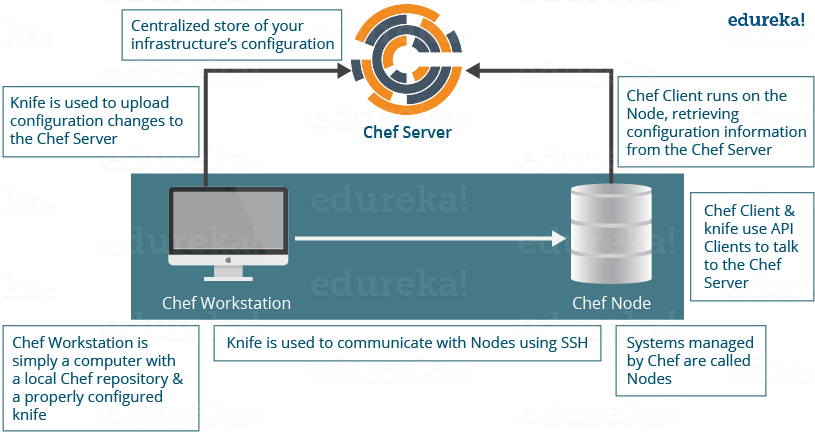 Centralized store of your
infrastructure's configuration
edureka!
Knife is used to upload
configuration changes to
the Chef Server
Chef Server
Chef Client runs on the
Node, retrieving
configuration information
from the Chef Server
edureka!
edureka!
edureka!
edureka!
Chef Workstation
Chef Node
Chef Client &
knife use API
Clients to talk
to the Chef
Server
Chef Workstation is
simply a computer with
a local Chef repository &
a properly configured
knife
Knife is used to communicate with Nodes using SSH
Systems managed
by Chef are called
Nodes